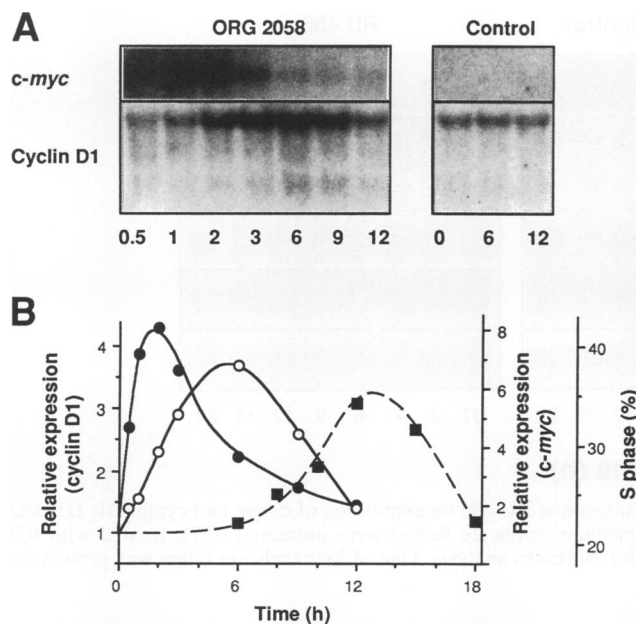 A
ORG 2058
Control
c-myc
Cyclin D1
0.5 1 2 3 6 9 12
0 6 12
B
Relative expression
(cyclin D1)
4
3
2
8
6
4
2
Relative expression
(c-myc)
40
30
20
S phase (%)
0 6 12 18
Time (h)